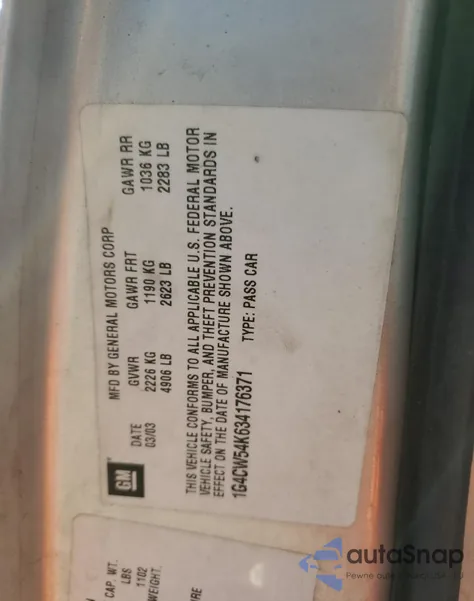 MFD BY GENERAL MOTORS CORP
GM
DATE GVWR GAWR FRT GAWR RR
03/03 2226 KG 1190 KG 1036 KG
4906 LB 2623 LB 2283 LB
THIS VEHICLE CONFORMS TO ALL APPLICABLE U.S. FEDERAL MOTOR
VEHICLE SAFETY, BUMPER, AND THEFT PREVENTION STANDARDS IN
EFFECT ON THE DATE OF MANUFACTURE SHOWN ABOVE.
1G4CW54K634176371 TYPE: PASS CAR
CAP. WT.
LBS
1102
WEIGHT.
autoSnap